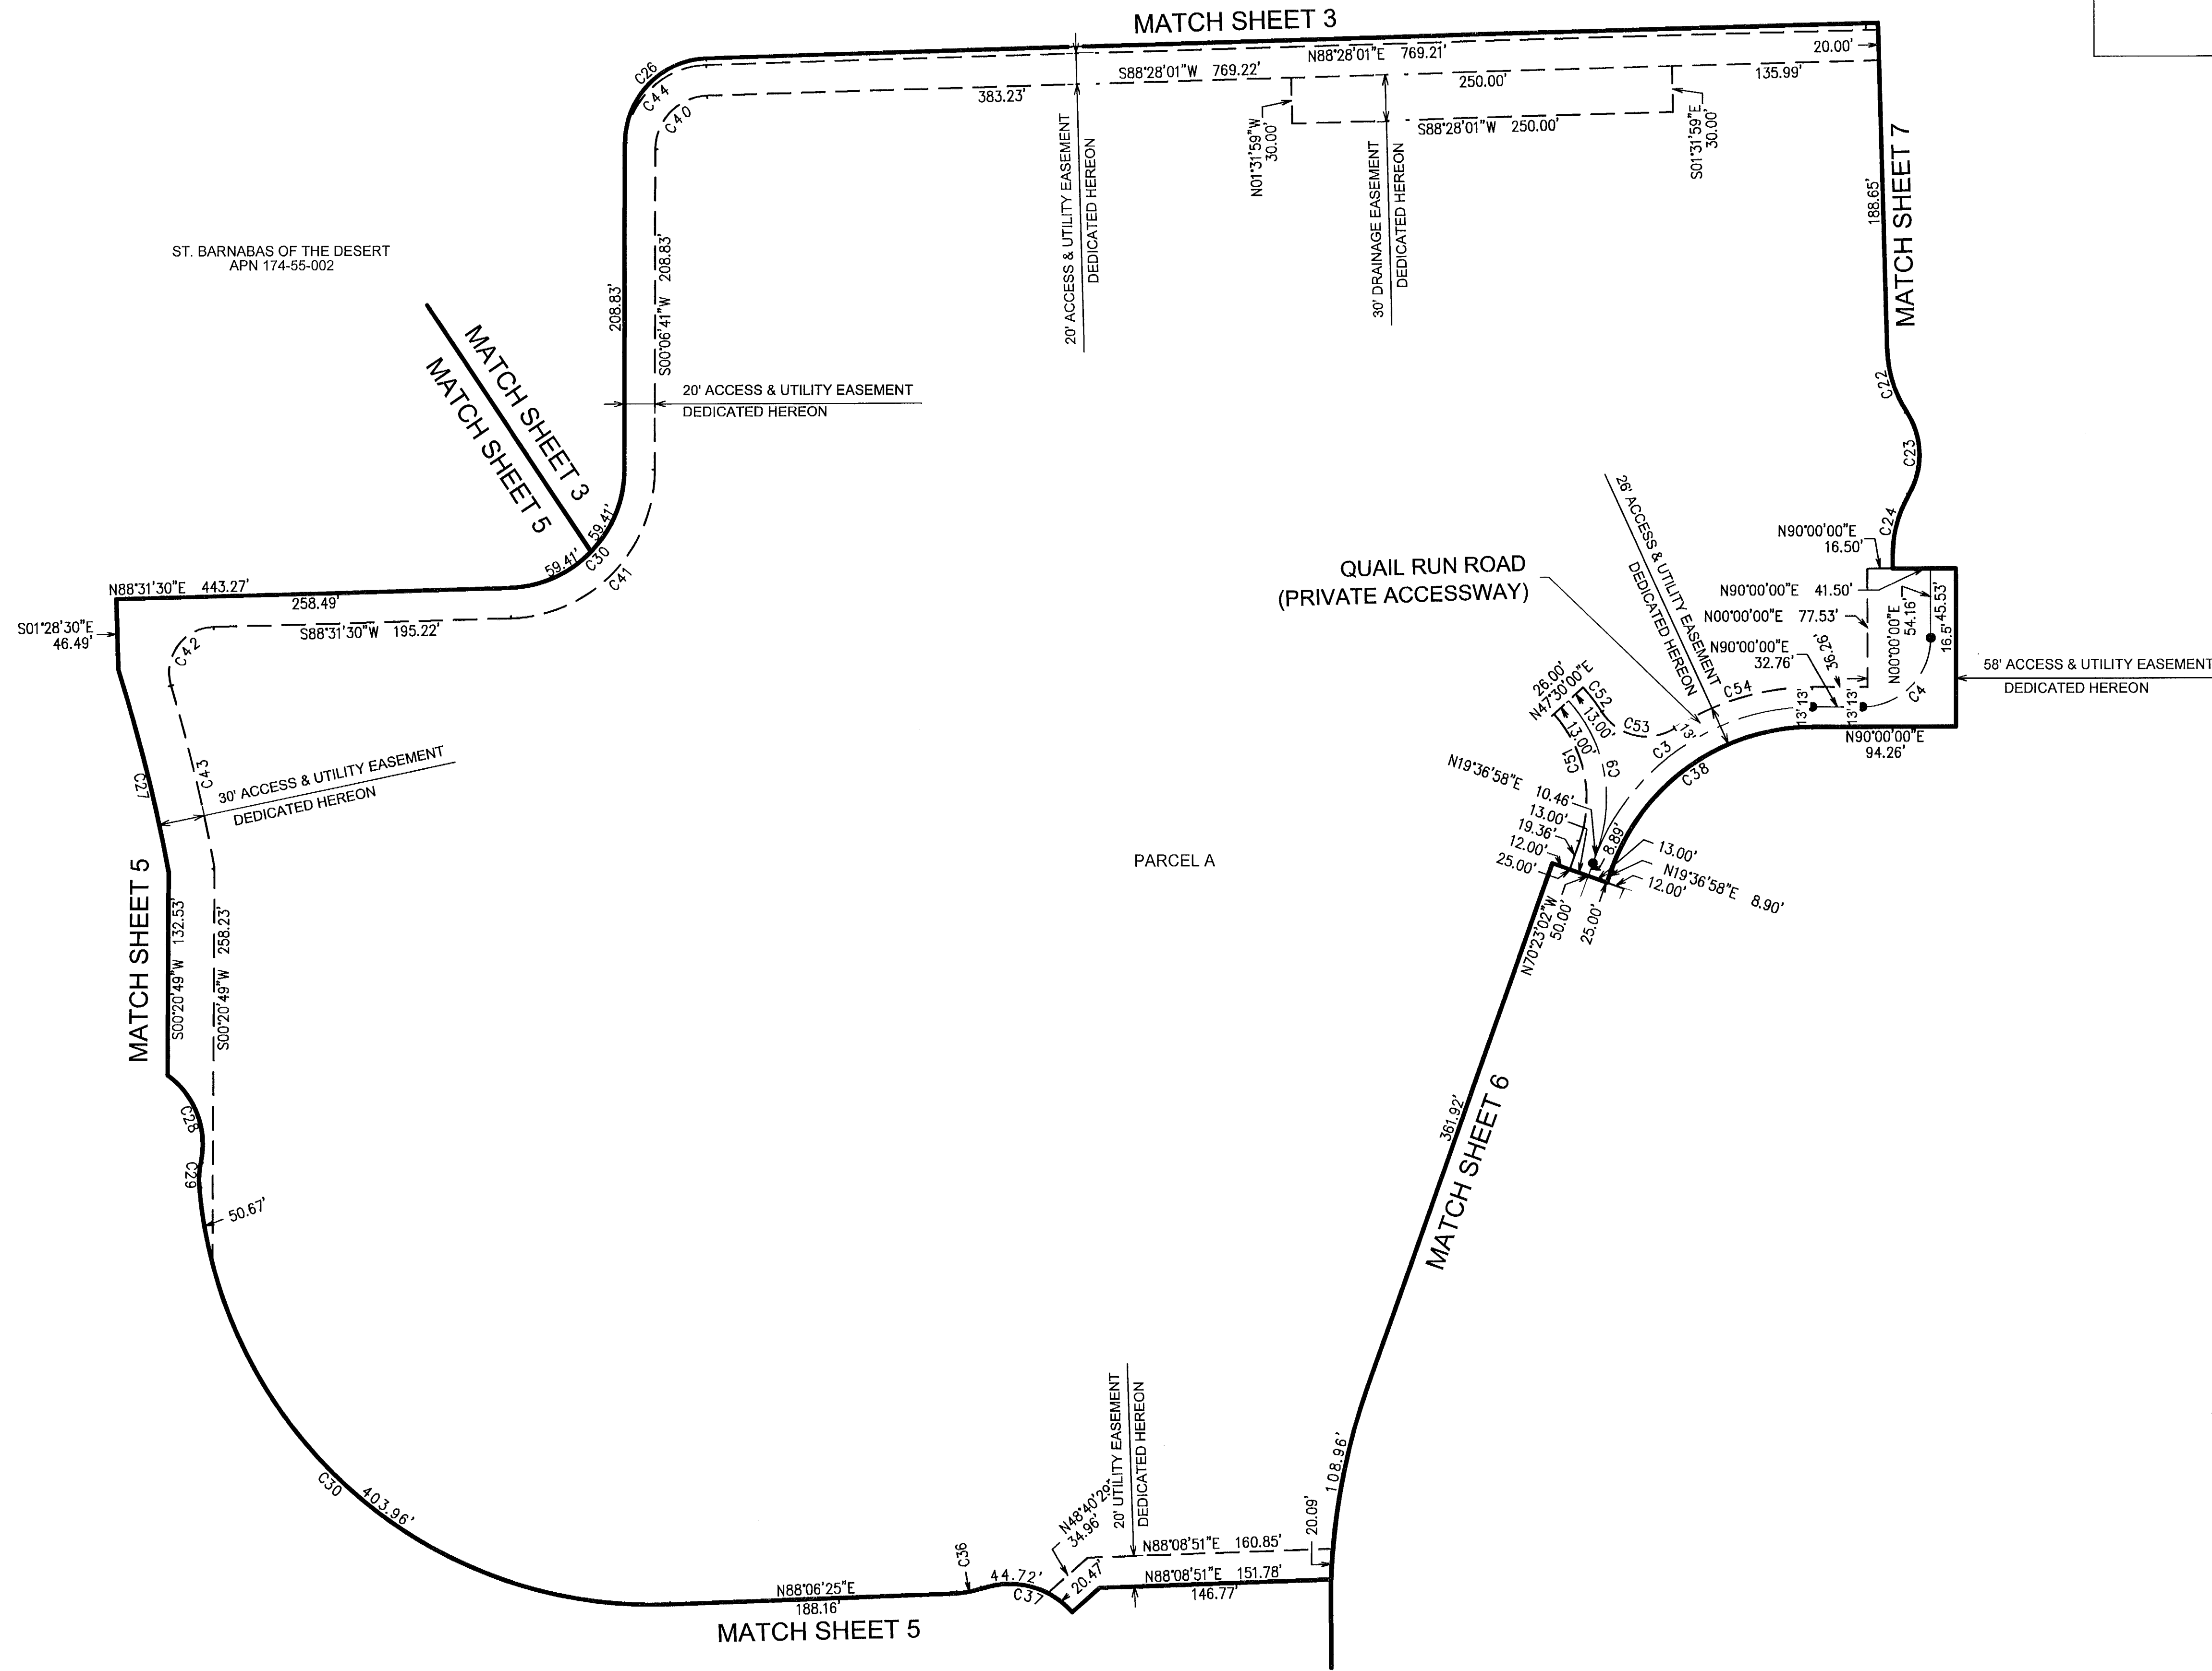 MATCH SHEET 3
N88°28'01"E 769.21'
20.00'
S88°28'01"W 769.22'
383.23'
250.00'
135.99'
C26
C44
C40
N01°31'59"W
30.00'
S88°28'01"W 250.00'
S01°31'59"E
30.00'
20' ACCESS & UTILITY EASEMENT
DEDICATED HEREON
30' DRAINAGE EASEMENT
DEDICATED HEREON
188.65'
MATCH SHEET 7
ST. BARNABAS OF THE DESERT
APN 174-55-002
208.83'
S00°06'41"W 208.83'
20' ACCESS & UTILITY EASEMENT
DEDICATED HEREON
MATCH SHEET 3
MATCH SHEET 5
59.41'
59.41'
C30
C41
C22
C23
C24
N88°31'30"E 443.27'
258.49'
S01°28'30"E
46.49'
S88°31'30"W 195.22'
C42
C43
C27
30' ACCESS & UTILITY EASEMENT
DEDICATED HEREON
26' ACCESS & UTILITY EASEMENT
DEDICATED HEREON
QUAIL RUN ROAD
(PRIVATE ACCESSWAY)
N90°00'00"E
16.50'
N90°00'00"E 41.50'
N00°00'00"E 77.53'
N90°00'00"E
32.76'
36.26'
N00°00'00"E
54.16'
45.53'
16.5'
C4
58' ACCESS & UTILITY EASEMENT
DEDICATED HEREON
13'
13'
13'
13'
N90°00'00"E
94.26'
C54
C53
C52
26.00'
N47°30'00"E
13.00'
13.00'
C51
C9
13'
C3
C38
N19°36'58"E 10.46'
13.00'
19.36'
12.00'
25.00'
8.89'
13.00'
N19°36'58"E 8.90'
12.00'
N70°23'02"W
50.00'
25.00'
PARCEL A
MATCH SHEET 5
S00°20'49"W 132.53'
S00°20'49"W 258.23'
C28
C29
50.67'
361.92'
MATCH SHEET 6
C30
403.96'
108.96'
20.09'
20' UTILITY EASEMENT
DEDICATED HEREON
34.96'
N88°08'51"E 160.85'
N88°08'51"E 151.78'
146.77'
20.47'
C36
44.72'
C37
N88°06'25"E
188.16'
MATCH SHEET 5